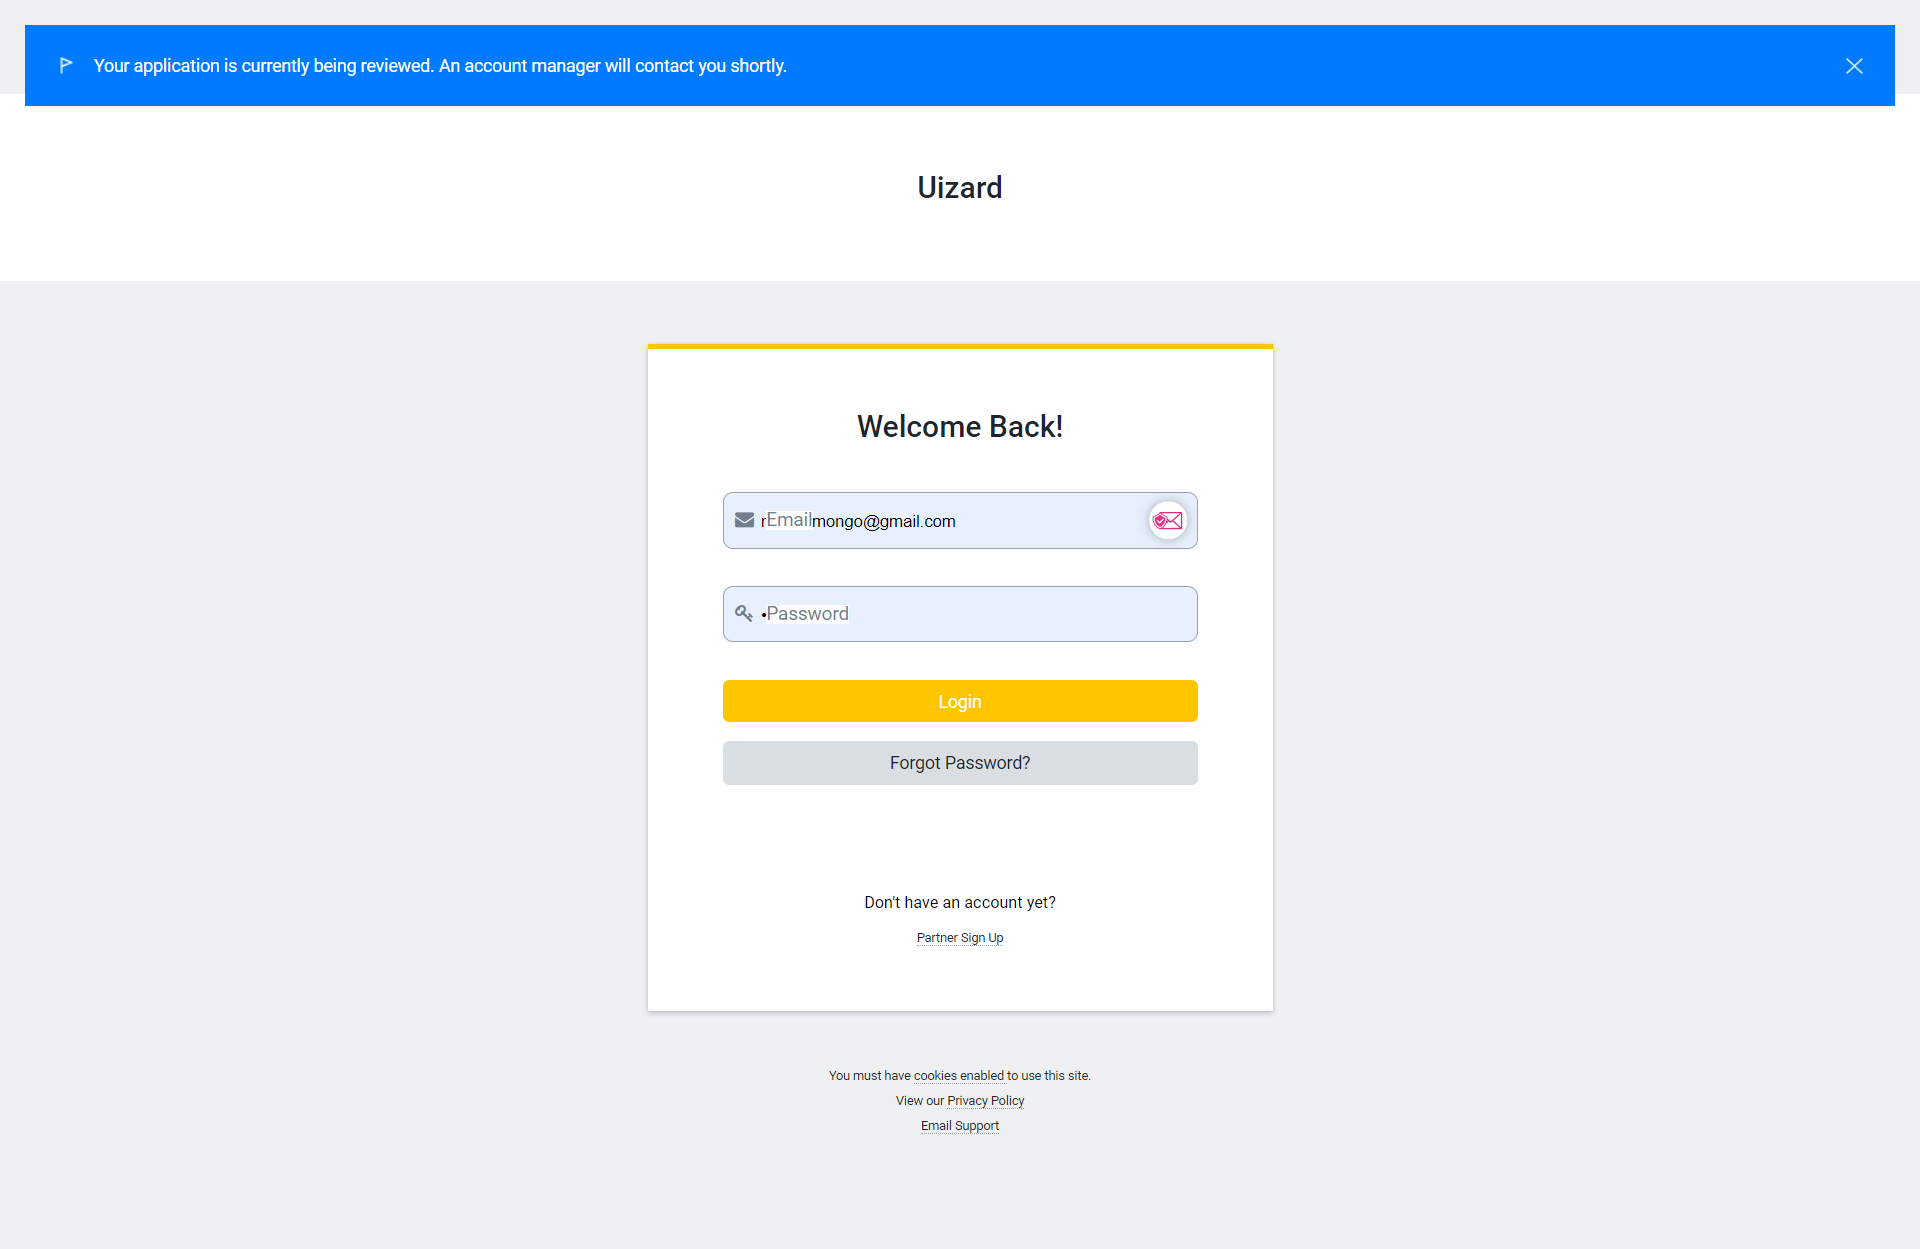 Your application is currently being reviewed. An account manager will contact you shortly.
Uizard
Welcome Back!
Email mongo@gmail.com
Password
Login
Forgot Password?
Don't have an account yet?
Partner Sign Up
You must have cookies enabled to use this site.
View our Privacy Policy
Email Support